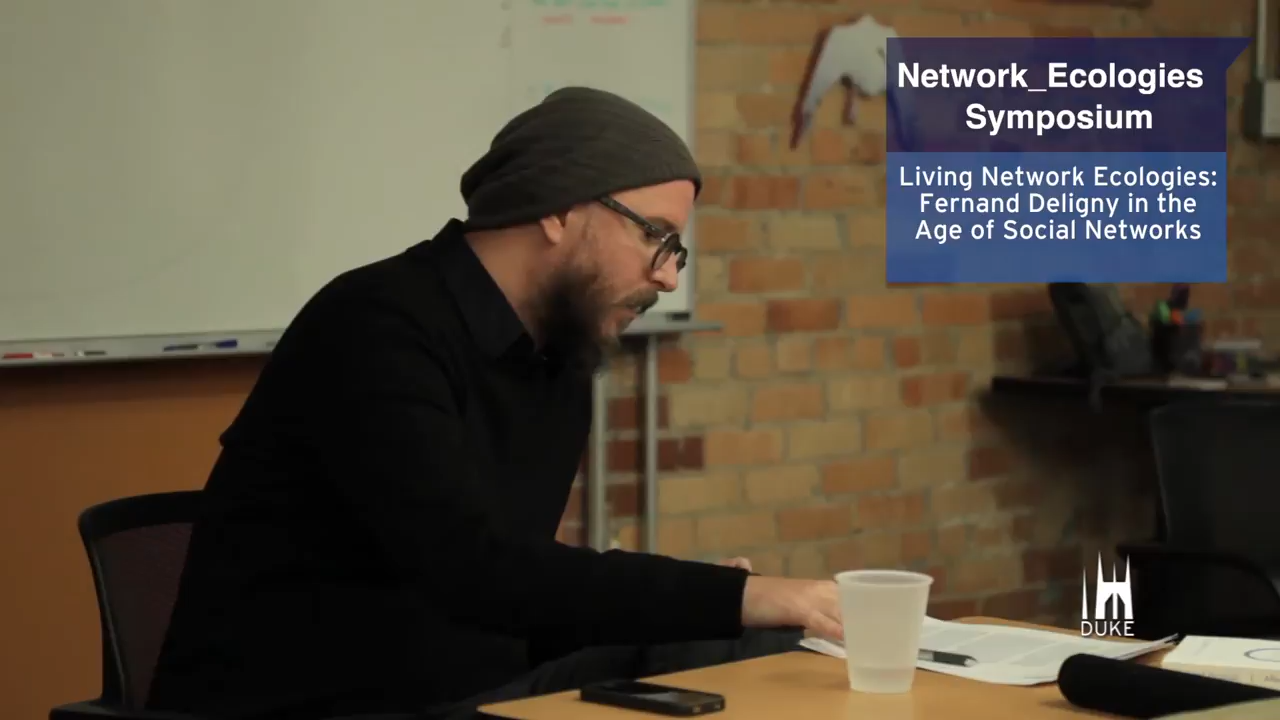 Network_Ecologies
Symposium
Living Network Ecologies:
Fernand Deligny in the
Age of Social Networks
DUKE